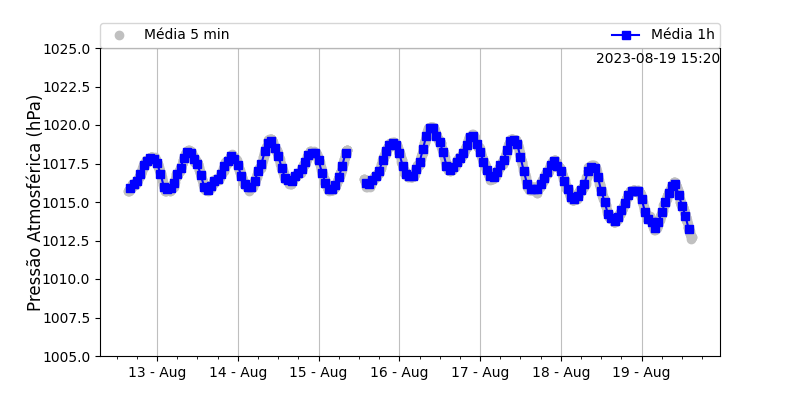 Média 5 min
Média 1h
2023-08-19 15:20
Pressão Atmosférica (hPa)
1025.0
1022.5
1020.0
1017.5
1015.0
1012.5
1010.0
1007.5
1005.0
13 - Aug
14 - Aug
15 - Aug
16 - Aug
17 - Aug
18 - Aug
19 - Aug